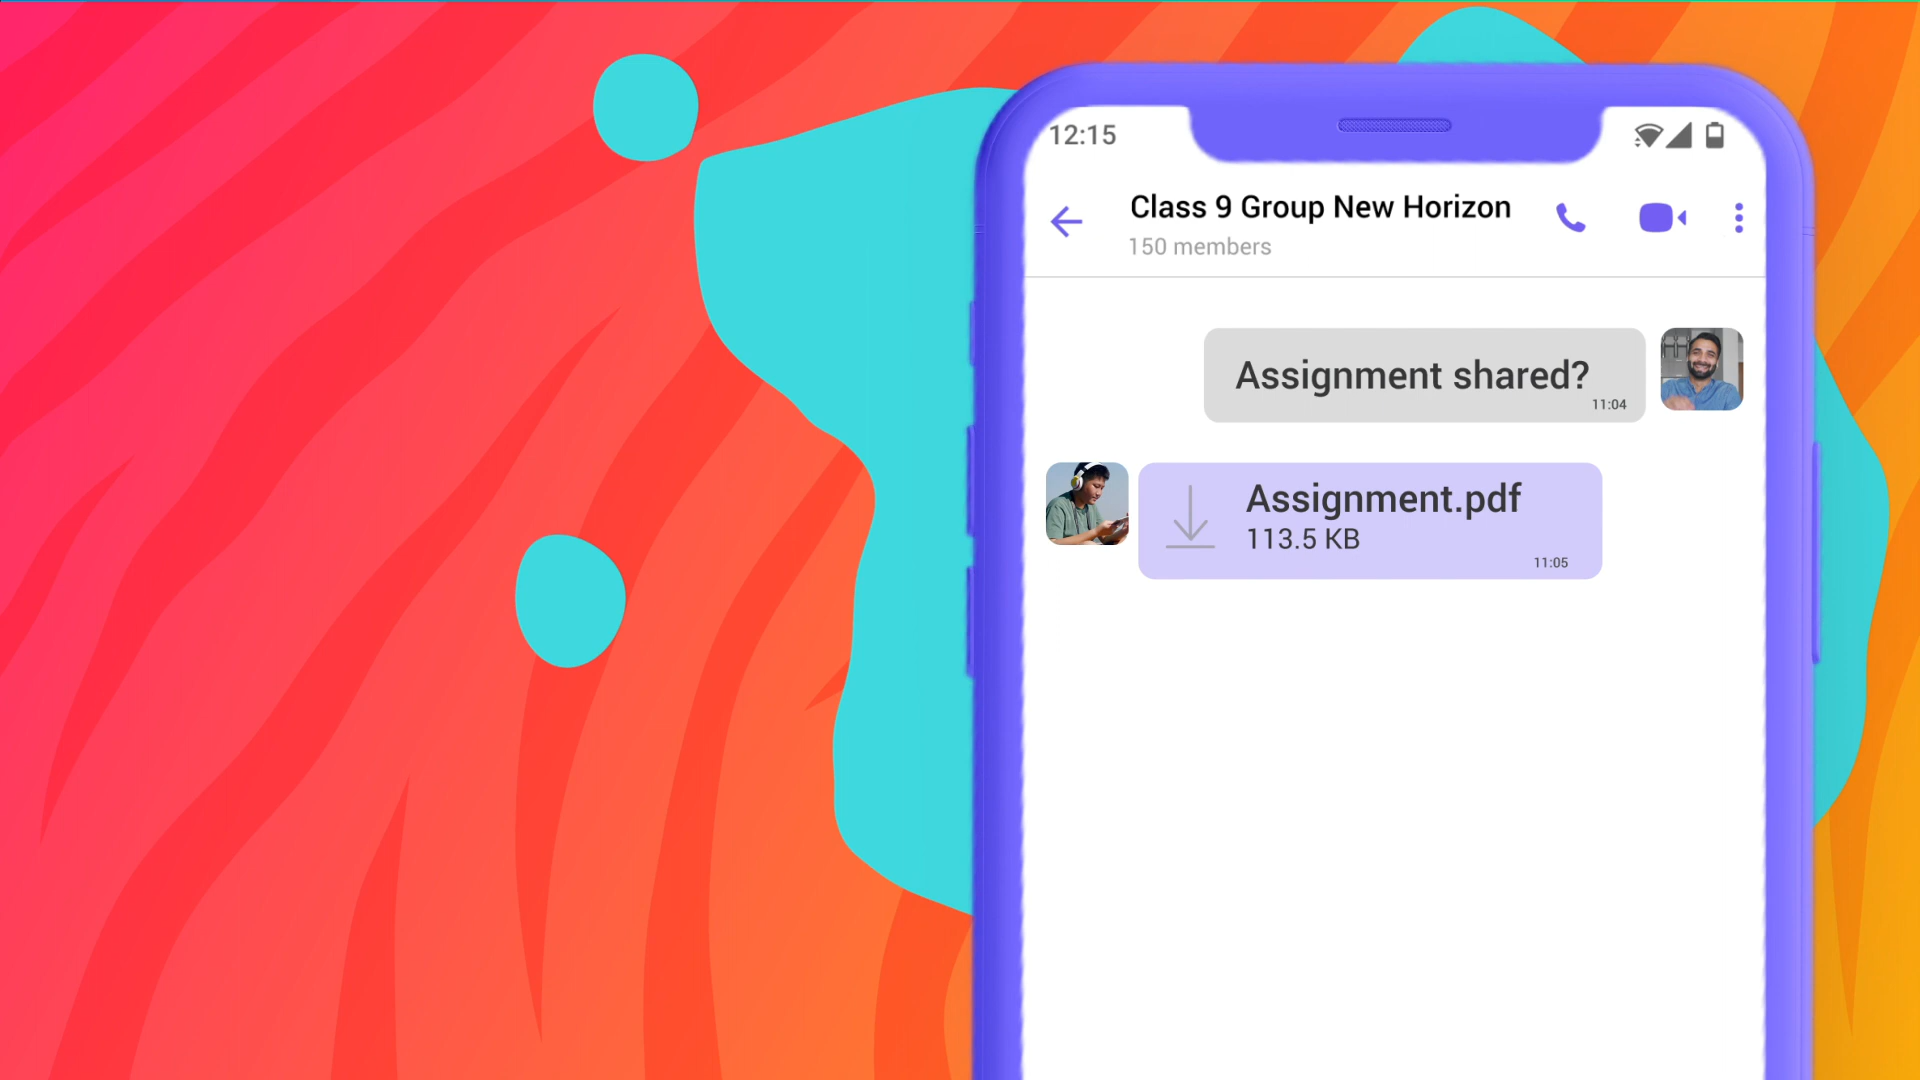 12:15
Class 9 Group New Horizon
150 members
Assignment shared?
11:04
Assignment.pdf
113.5 KB
11:05